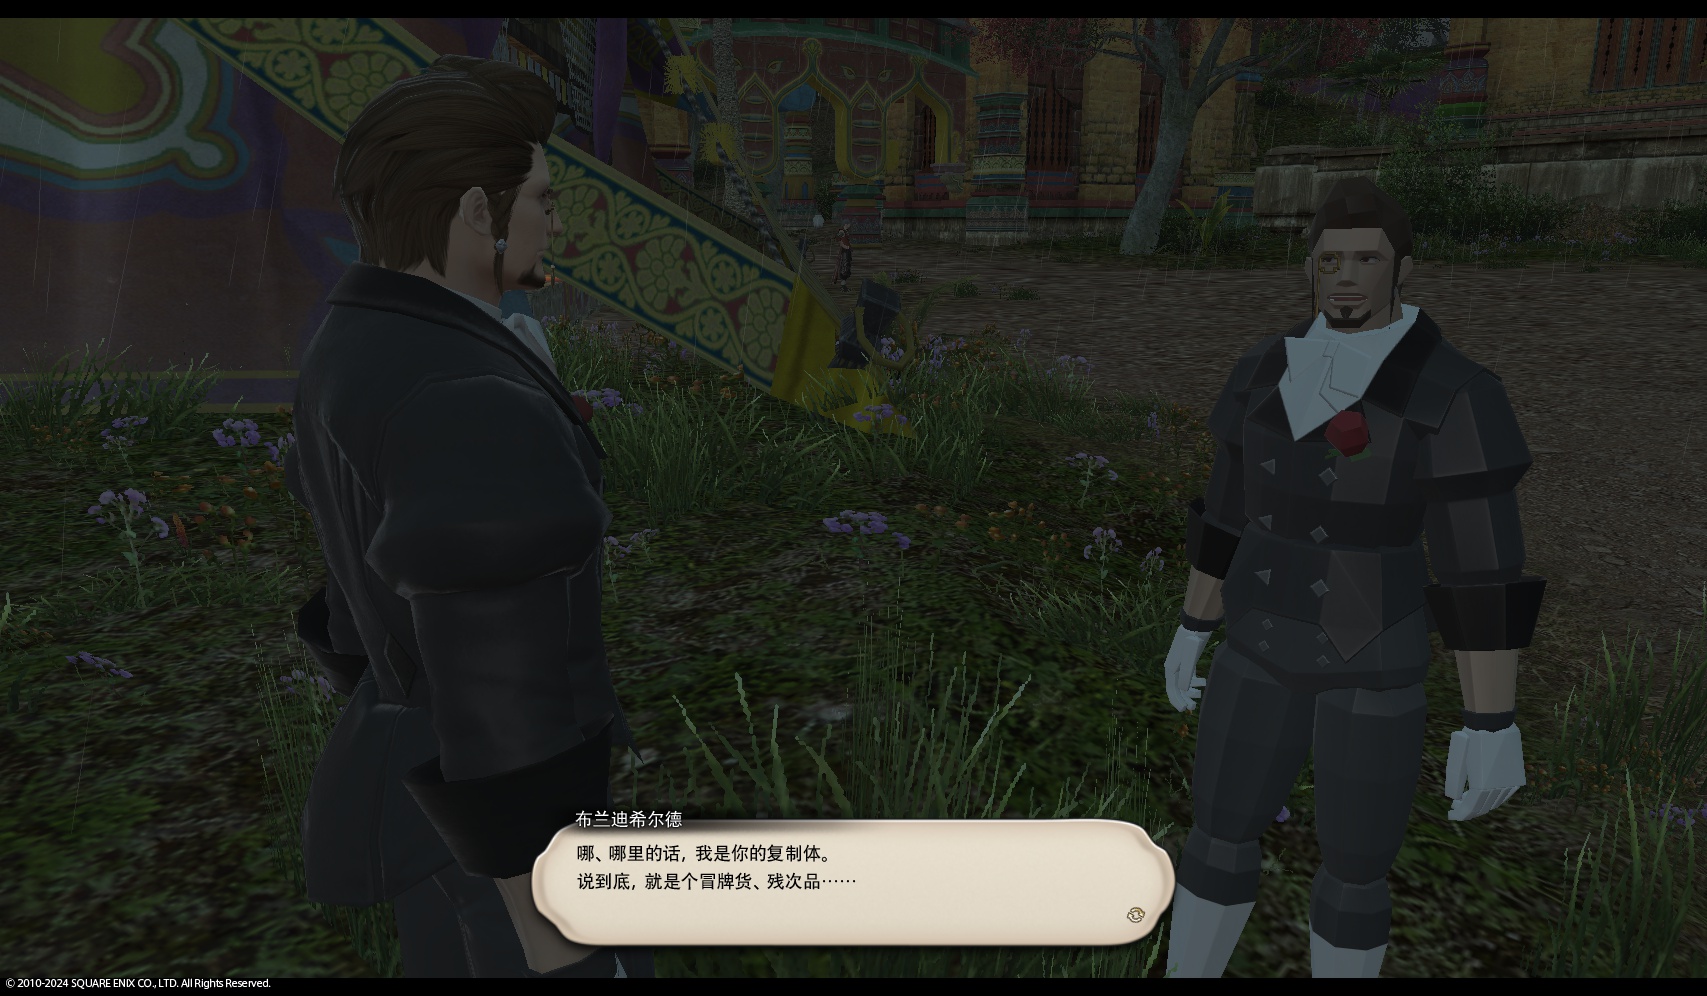 布兰迪希尔德
哪、哪里的话，我是你的复制体。
说到底，就是个冒牌货、残次品……
© 2010-2024 SQUARE ENIX CO., LTD. All Rights Reserved.